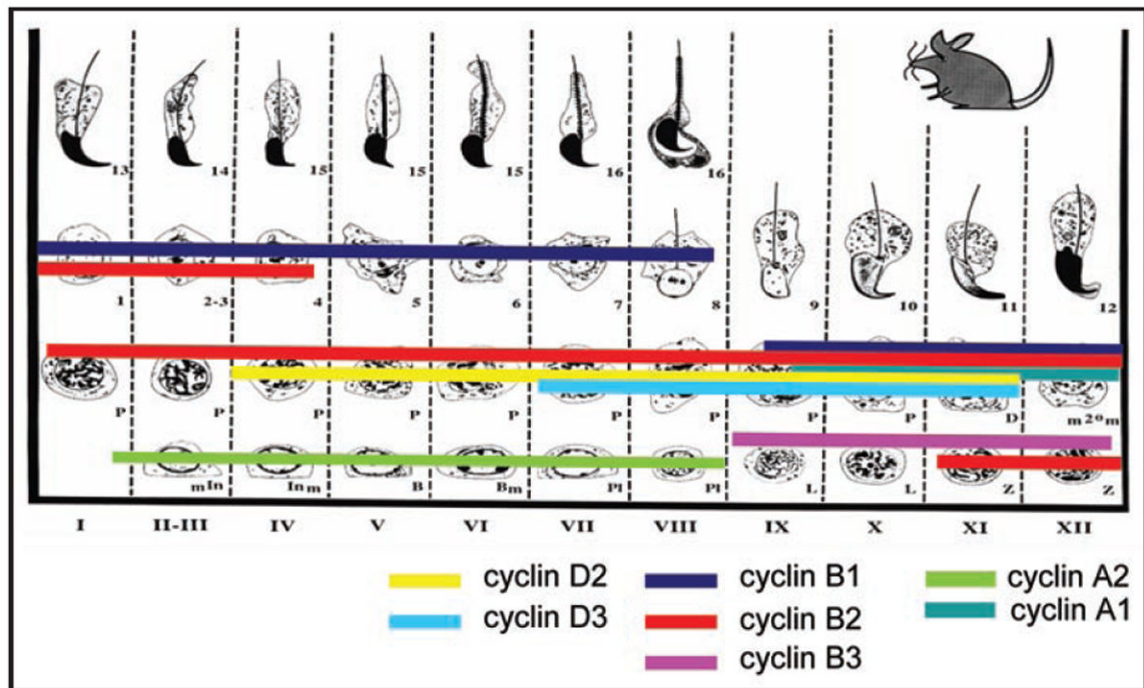 13 14 15 15 15 16 16
1 2-3 4 5 6 7 8 9 10 11 12
P P P P P P P P P D m2ºm
mIn Inm B Bm Pl Pl L L Z Z
I II-III IV V VI VII VIII IX X XI XII
cyclin D2 cyclin B1 cyclin A2
cyclin D3 cyclin B2 cyclin A1
cyclin B3